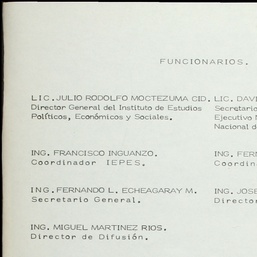 FUNCIONARIOS.
LIC. JULIO RODOLFO MOCTEZUMA CID. LIC. DAVI
Director General del Instituto de Estudios Secretario
Políticos, Económicos y Sociales. Ejecutivo N
Nacional d
ING. FRANCISCO INGUANZO. ING. FERN
Coordinador IEPES. Coordin
ING. FERNANDO L. ECHEAGARAY M. ING. JOSE
Secretario General. Director
ING. MIGUEL MARTINEZ RIOS.
Director de Difusión.